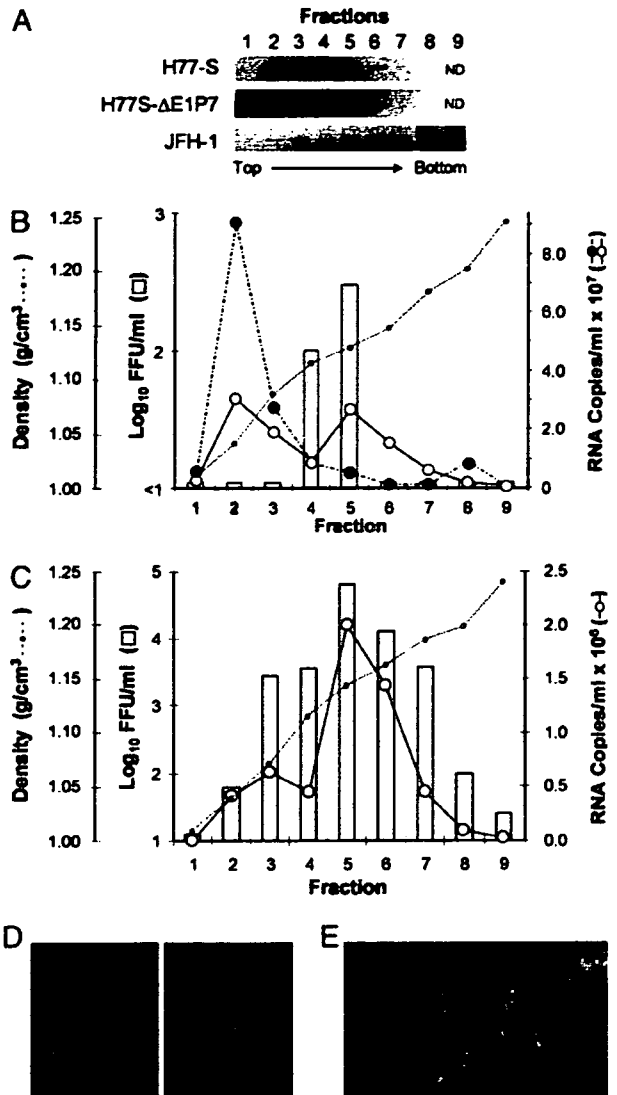 A
Fractions
1 2 3 4 5 6 7 8 9
H77-S ND
H77S-ΔE1P7 ND
JFH-1
Top Bottom
B
Density (g/cm³ ··•··)
1.25
1.20
1.15
1.10
1.05
1.00
Log₁₀ FFU/ml (□)
3
2
<1
RNA Copies/ml x 10⁷ (●○)
8.0
6.0
4.0
2.0
0
1 2 3 4 5 6 7 8 9
Fraction
C
Density (g/cm³ ··•··)
1.25
1.20
1.15
1.10
1.05
1.00
Log₁₀ FFU/ml (□)
5
4
3
2
1
RNA Copies/ml x 10⁶ (-○-)
2.5
2.0
1.5
1.0
0.5
0.0
1 2 3 4 5 6 7 8 9
Fraction
D E